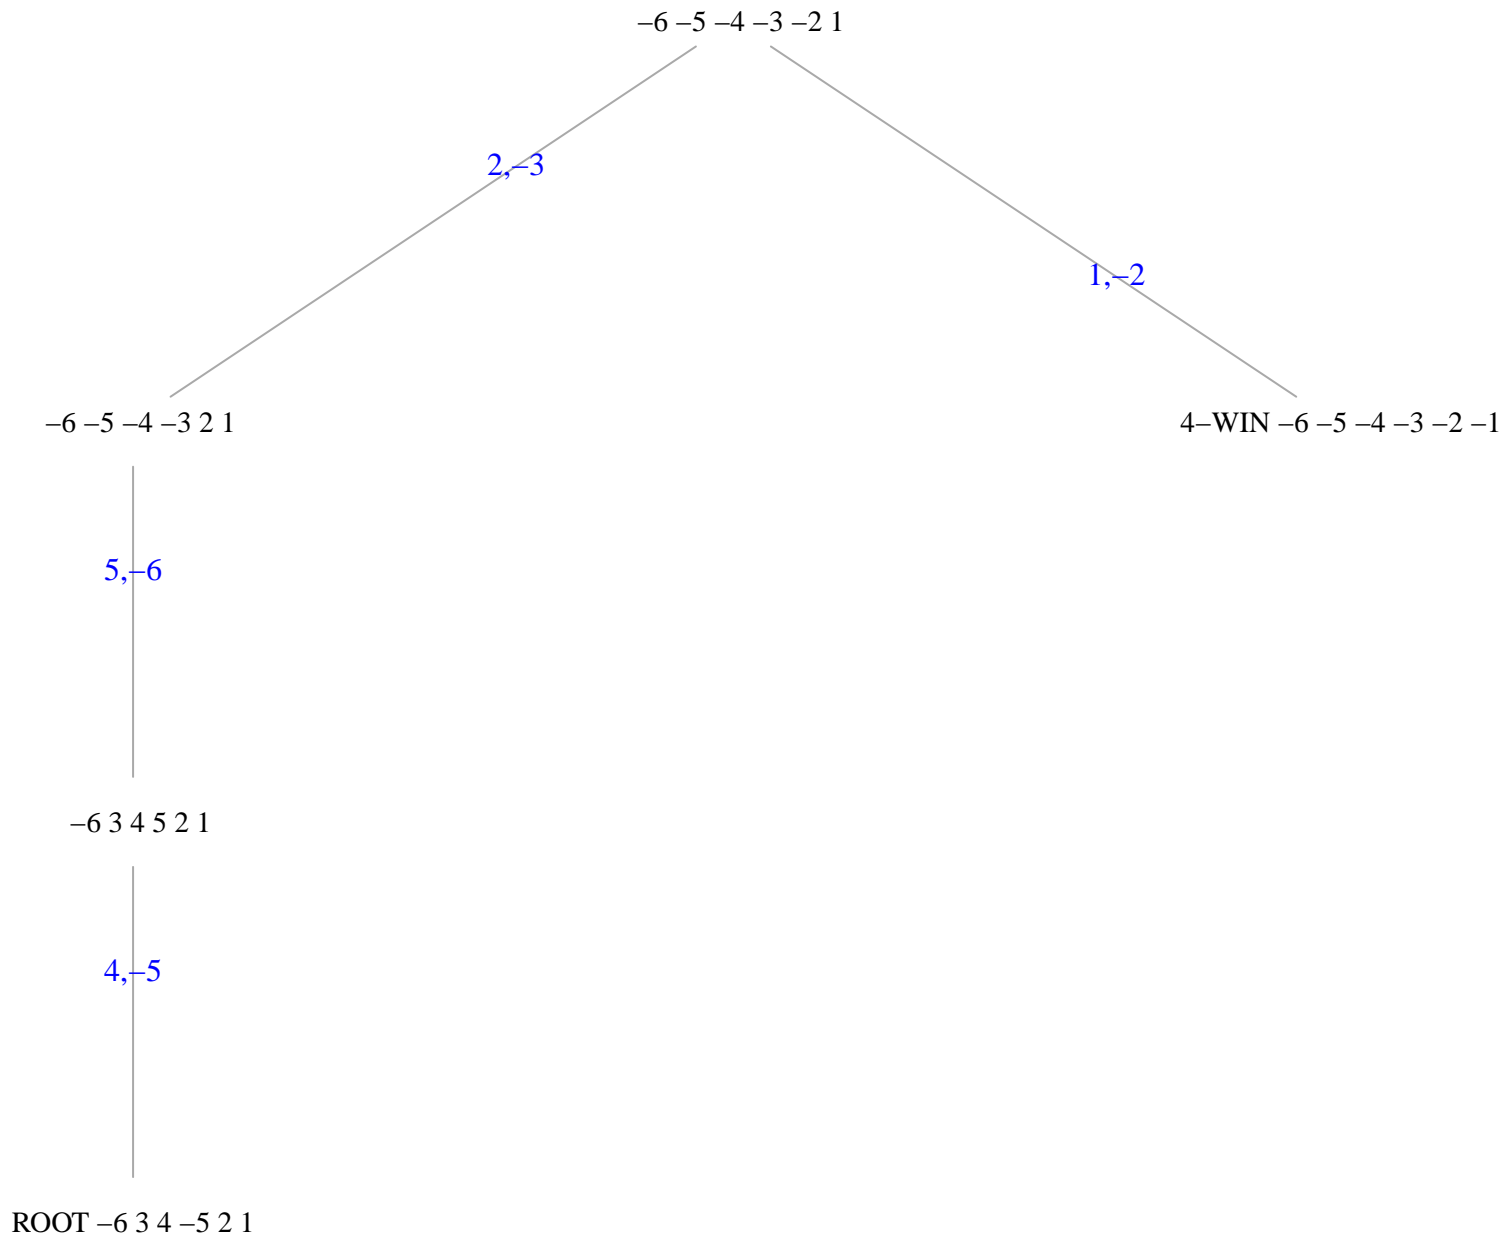 –6 –5 –4 –3 –2 1
2,–3
1,–2
–6 –5 –4 –3 2 1
4–WIN –6 –5 –4 –3 –2 –1
5,–6
–6 3 4 5 2 1
4,–5
ROOT –6 3 4 –5 2 1